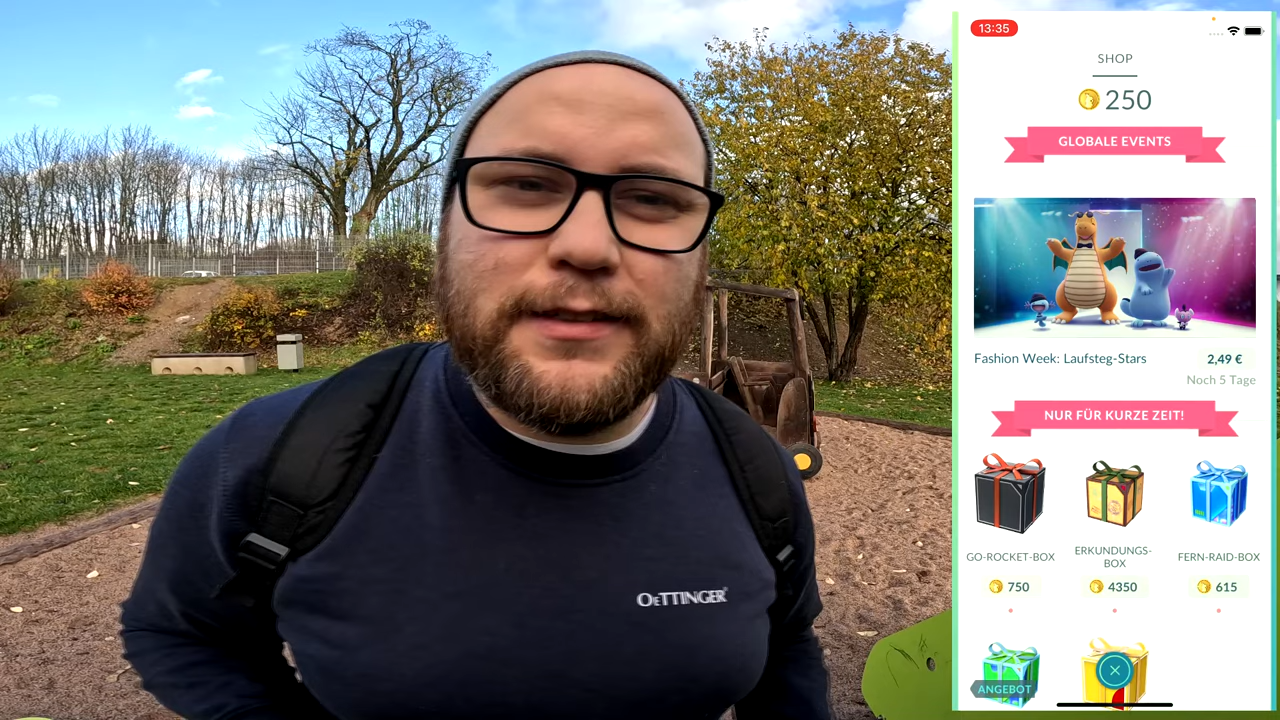 13:35
SHOP
250
GLOBALE EVENTS
Fashion Week: Laufsteg-Stars
2,49 €
Noch 5 Tage
NUR FÜR KURZE ZEIT!
GO-ROCKET-BOX
ERKUNDUNGS-
BOX
FERN-RAID-BOX
750
4350
615
ANGEBOT
OeTTINGER